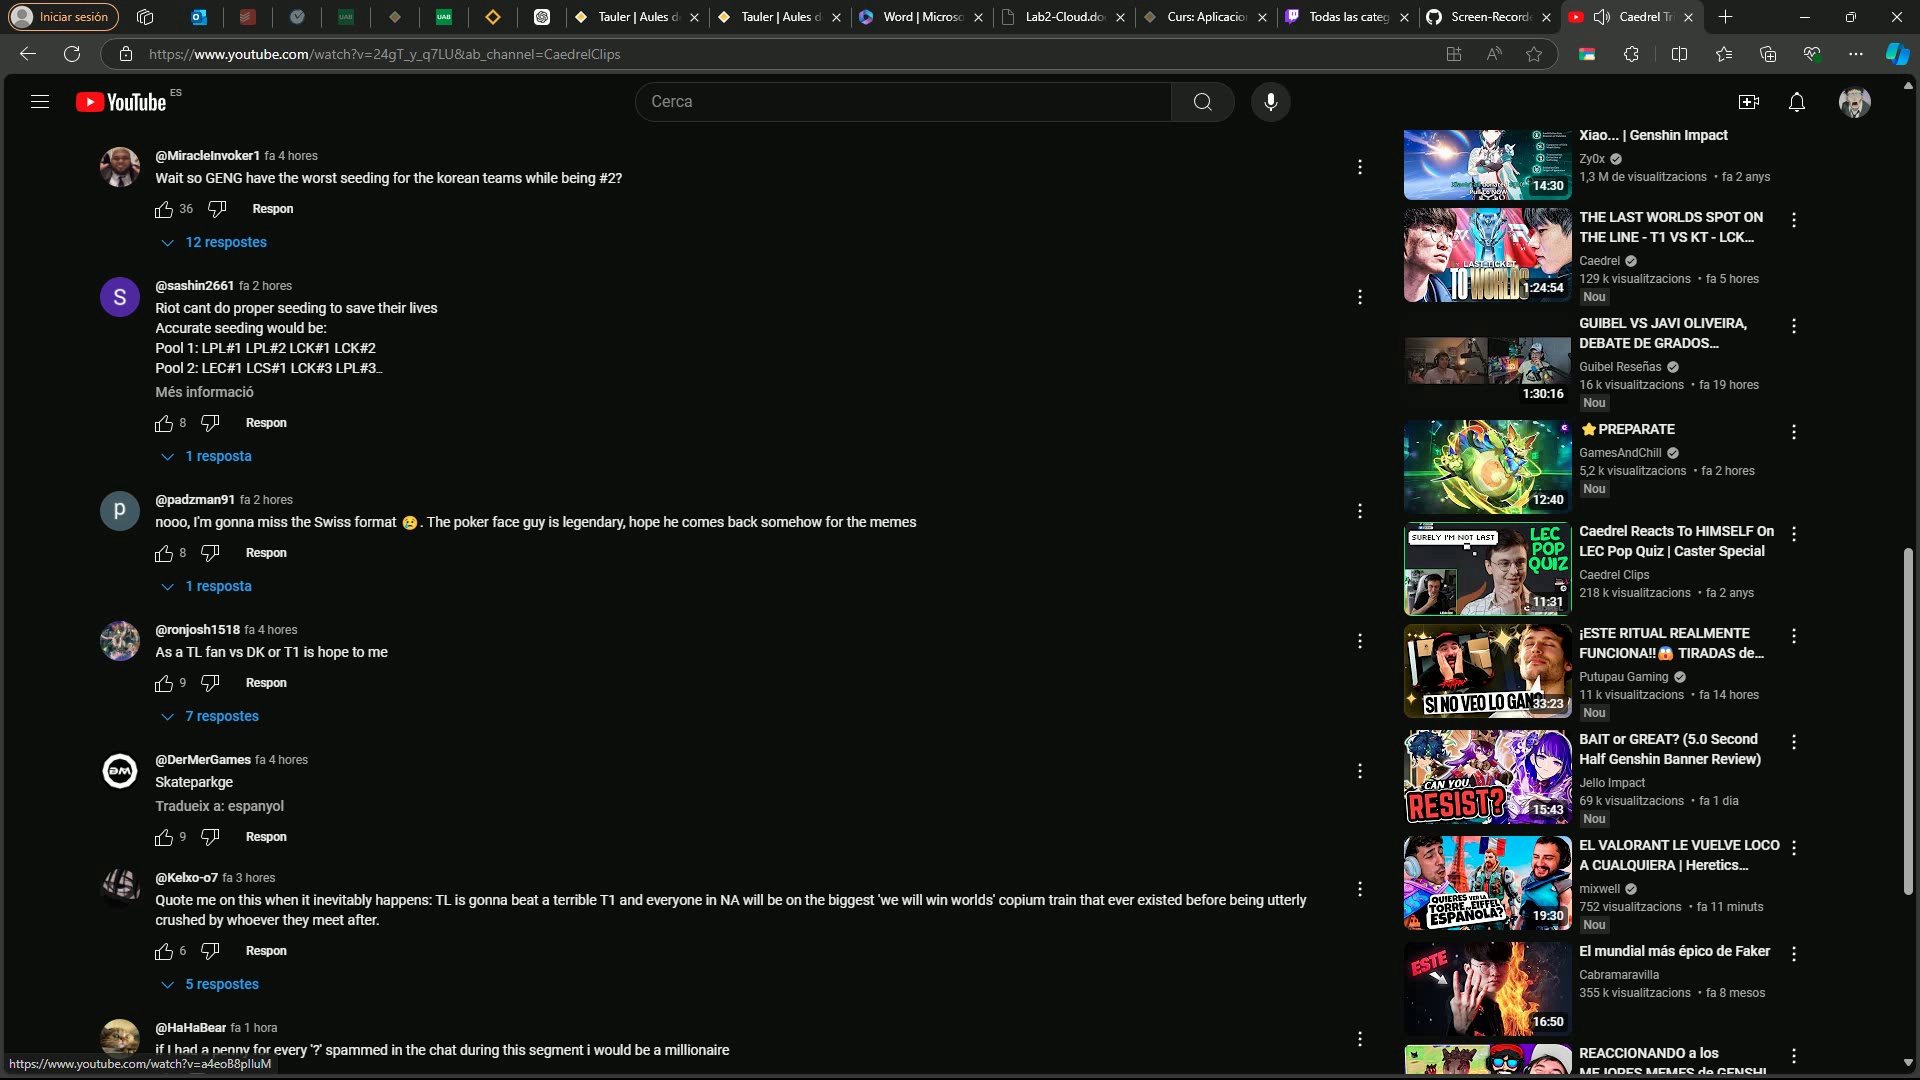 Iniciar sesión
Tauler | Aules d
Tauler | Aules d
Word | Microso
Lab2-Cloud.do
Curs: Aplicacio
Todas las categ
Screen-Recorde
Caedrel Tr
https://www.youtube.com/watch?v=24gT_y_q7LU&ab_channel=CaedrelClips
YouTube ES
Cerca
@MiracleInvoker1 fa 4 hores
Wait so GENG have the worst seeding for the korean teams while being #2?
36 Respon
12 respostes
@sashin2661 fa 2 hores
Riot cant do proper seeding to save their lives
Accurate seeding would be:
Pool 1: LPL#1 LPL#2 LCK#1 LCK#2
Pool 2: LEC#1 LCS#1 LCK#3 LPL#3...
Més informació
8 Respon
1 resposta
@padzman91 fa 2 hores
nooo, I'm gonna miss the Swiss format 😢. The poker face guy is legendary, hope he comes back somehow for the memes
8 Respon
1 resposta
@ronjosh1518 fa 4 hores
As a TL fan vs DK or T1 is hope to me
9 Respon
7 respostes
@DerMerGames fa 4 hores
Skateparkge
Tradueix a: espanyol
9 Respon
@Kelxo-o7 fa 3 hores
Quote me on this when it inevitably happens: TL is gonna beat a terrible T1 and everyone in NA will be on the biggest 'we will win worlds' copium train that ever existed before being utterly
crushed by whoever they meet after.
6 Respon
5 respostes
@HaHaBear fa 1 hora
if I had a penny for every '?' spammed in the chat during this segment i would be a millionaire
https://www.youtube.com/watch?v=a4eoB8plluM
14:30
Xiao... | Genshin Impact
Zy0x
1,3 M de visualitzacions • fa 2 anys
LAST TICKET
TO WORLDS
1:24:54
THE LAST WORLDS SPOT ON
THE LINE - T1 VS KT - LCK...
Caedrel
129 k visualitzacions • fa 5 hores
Nou
1:30:16
GUIBEL VS JAVI OLIVEIRA,
DEBATE DE GRADOS...
Guibel Reseñas
16 k visualitzacions • fa 19 hores
Nou
12:40
⭐PREPARATE
GamesAndChill
5,2 k visualitzacions • fa 2 hores
Nou
SURELY I'M NOT LAST
LEC
POP
QUIZ
11:31
Caedrel Reacts To HIMSELF On
LEC Pop Quiz | Caster Special
Caedrel Clips
218 k visualitzacions • fa 2 anys
SI NO VEO LO GANO
33:23
¡ESTE RITUAL REALMENTE
FUNCIONA!!😱 TIRADAS de...
Putupau Gaming
11 k visualitzacions • fa 14 hores
Nou
CAN YOU
RESIST?
15:43
BAIT or GREAT? (5.0 Second
Half Genshin Banner Review)
Jello Impact
69 k visualitzacions • fa 1 dia
Nou
QUIERES VER LA
TORRE EIFFEL
ESPAÑOLA?
19:30
EL VALORANT LE VUELVE LOCO
A CUALQUIERA | Heretics...
mixwell
752 visualitzacions • fa 11 minuts
Nou
ESTE
16:50
El mundial más épico de Faker
Cabramaravilla
355 k visualitzacions • fa 8 mesos
REACCIONANDO a los
MEJORES MEMES de GENSHI